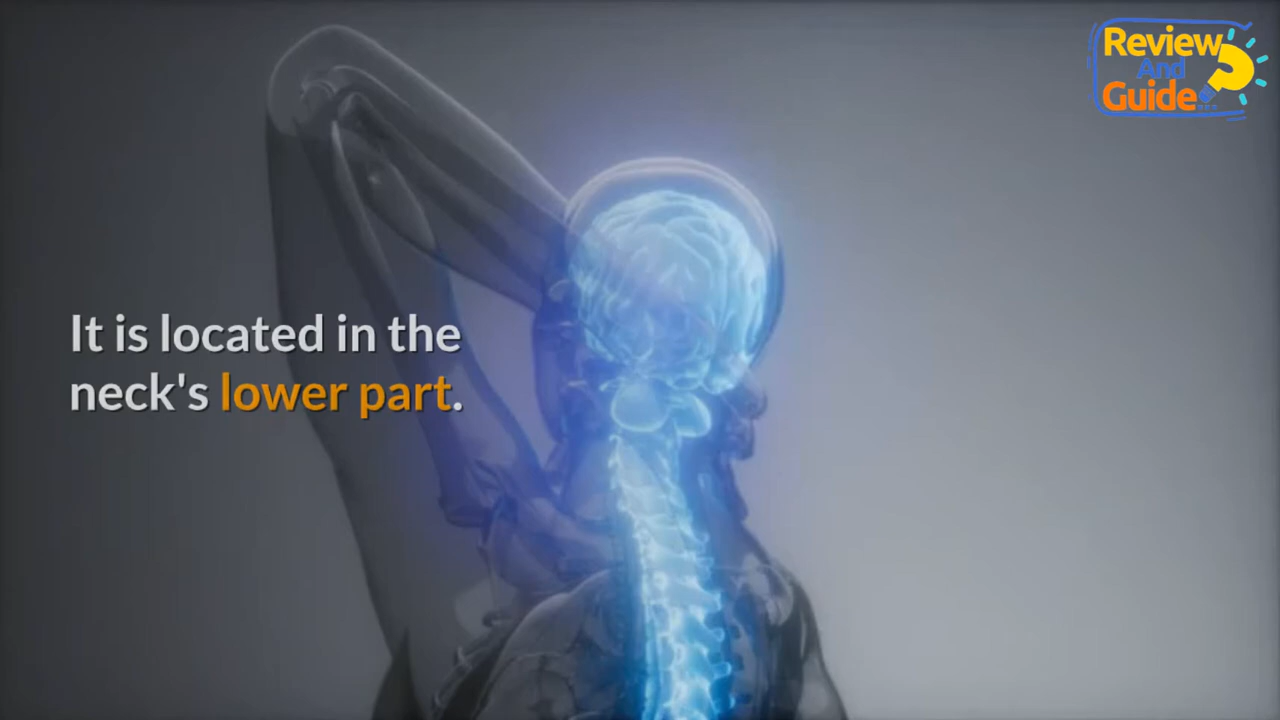 Review
And
Guide
It is located in the
neck's lower part.